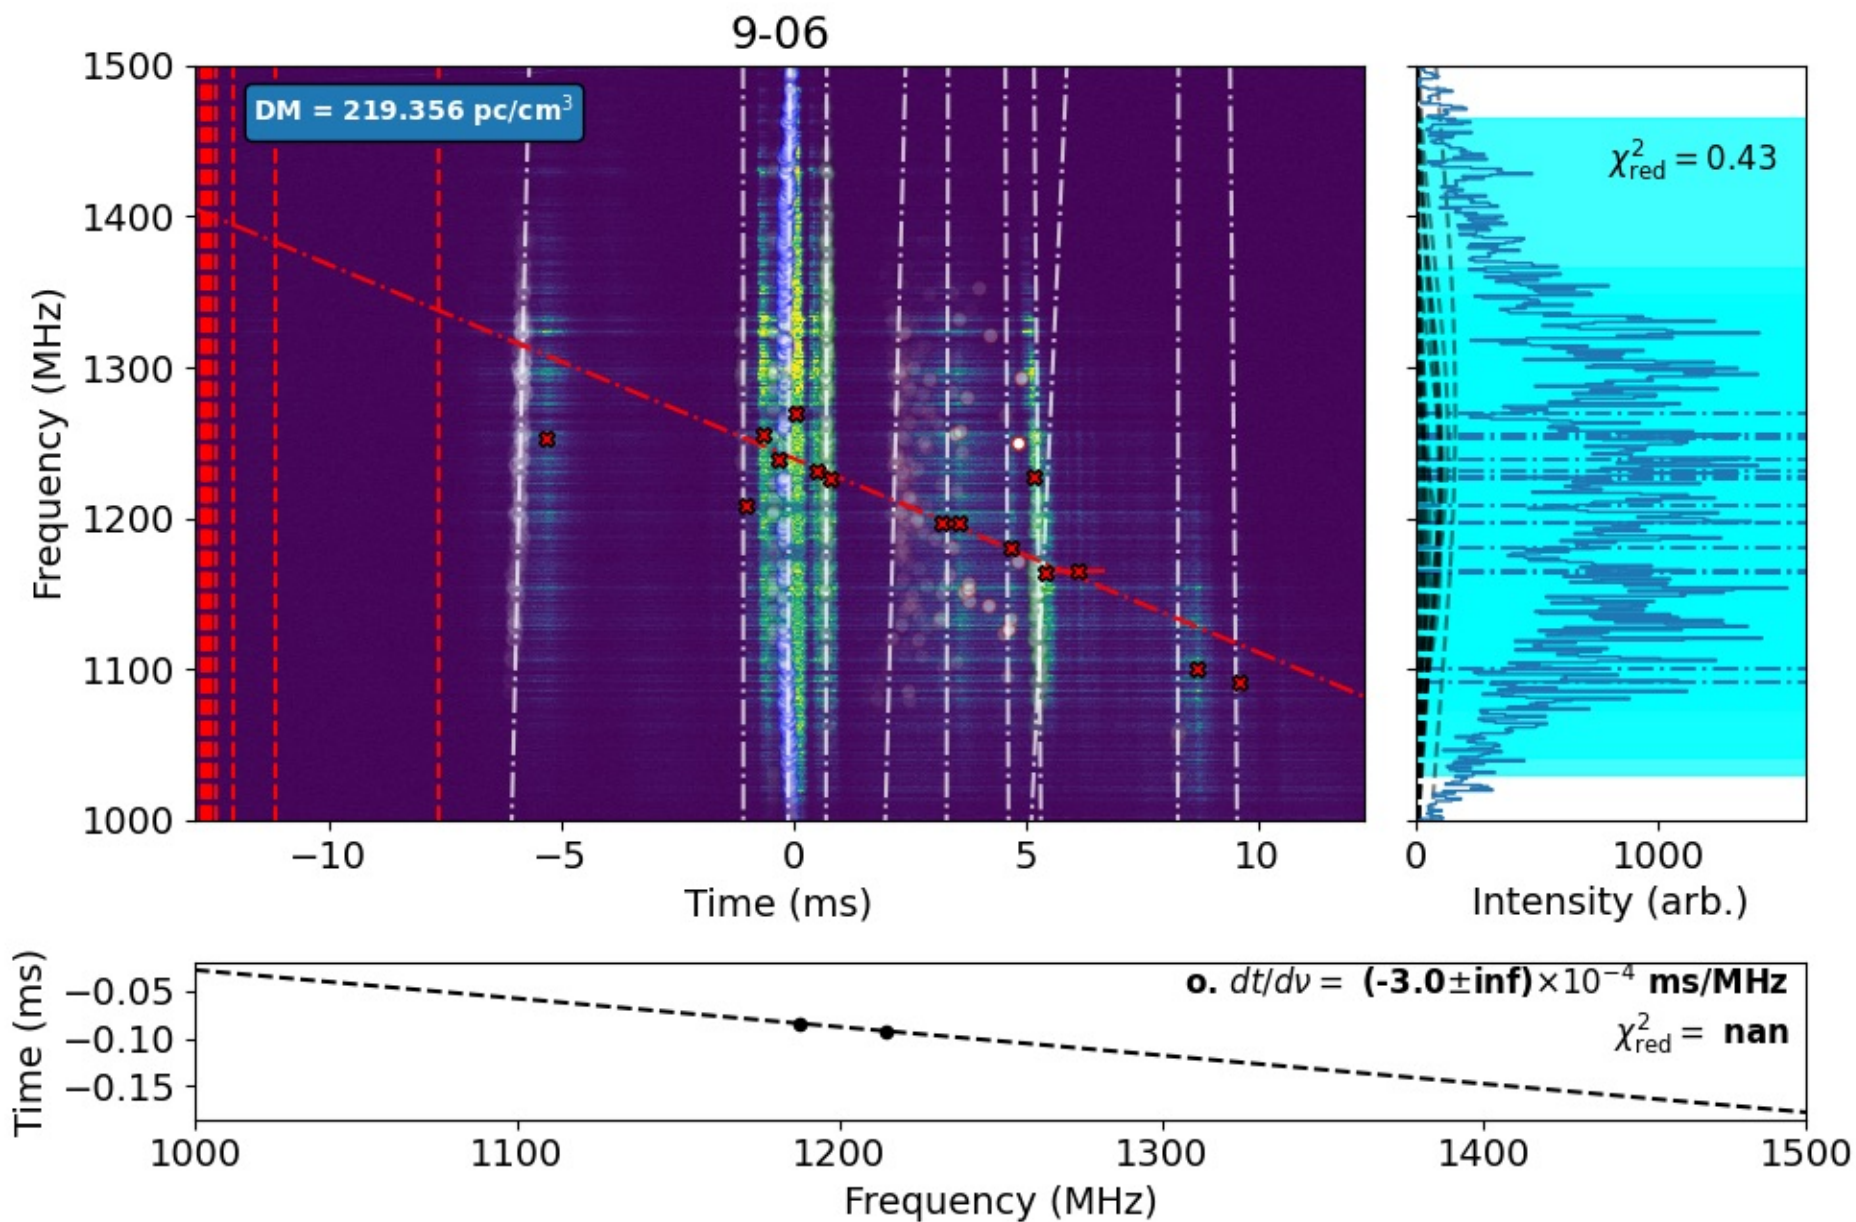 9-06
DM = 219.356 pc/cm³
Frequency (MHz)
1500
1400
1300
1200
1100
1000
−10
−5
0
5
10
Time (ms)
χ²red = 0.43
0
1000
Intensity (arb.)
Time (ms)
−0.05
−0.10
−0.15
o. dt/dν = (-3.0±inf)×10⁻⁴ ms/MHz
χ²red = nan
1000
1100
1200
1300
1400
1500
Frequency (MHz)